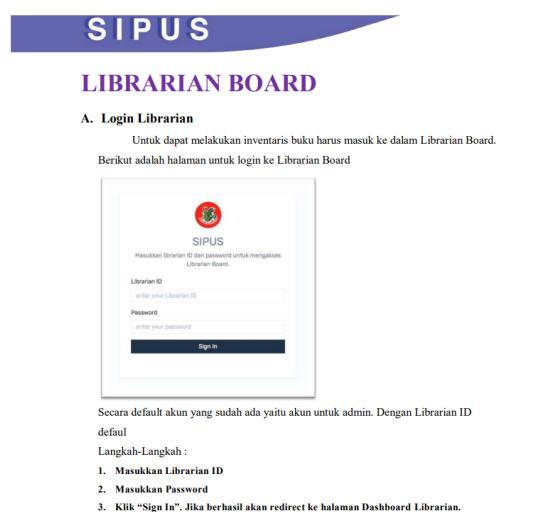 SIPUS
LIBRARIAN BOARD
A. Login Librarian
Untuk dapat melakukan inventaris buku harus masuk ke dalam Librarian Board.
Berikut adalah halaman untuk login ke Librarian Board
SIPUS
Masukkan librarian ID dan password untuk mengakses
Librarian Board.
Librarian ID
enter your Librarian ID
Password
enter your password
Sign In
Secara default akun yang sudah ada yaitu akun untuk admin. Dengan Librarian ID
defaul
Langkah-Langkah :
1. Masukkan Librarian ID
2. Masukkan Password
3. Klik “Sign In”. Jika berhasil akan redirect ke halaman Dashboard Librarian.